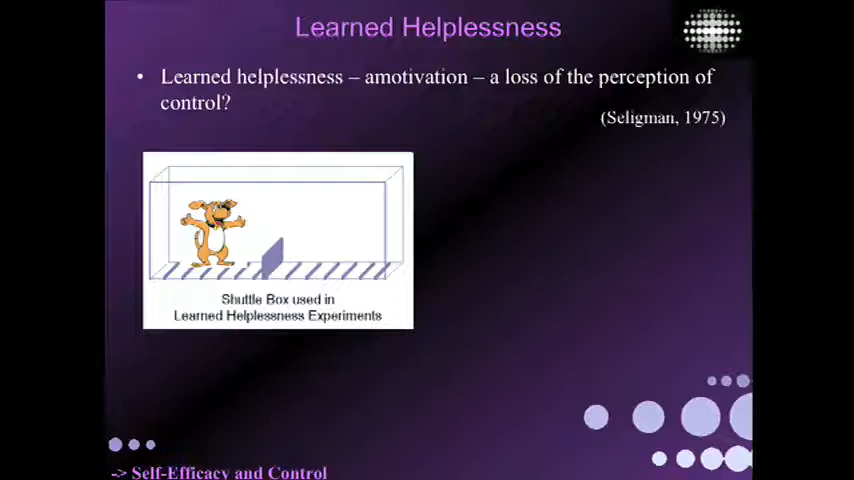 Learned Helplessness
• Learned helplessness – amotivation – a loss of the perception of
control?
(Seligman, 1975)
Shuttle Box used in
Learned Helplessness Experiments
-> Self-Efficacy and Control